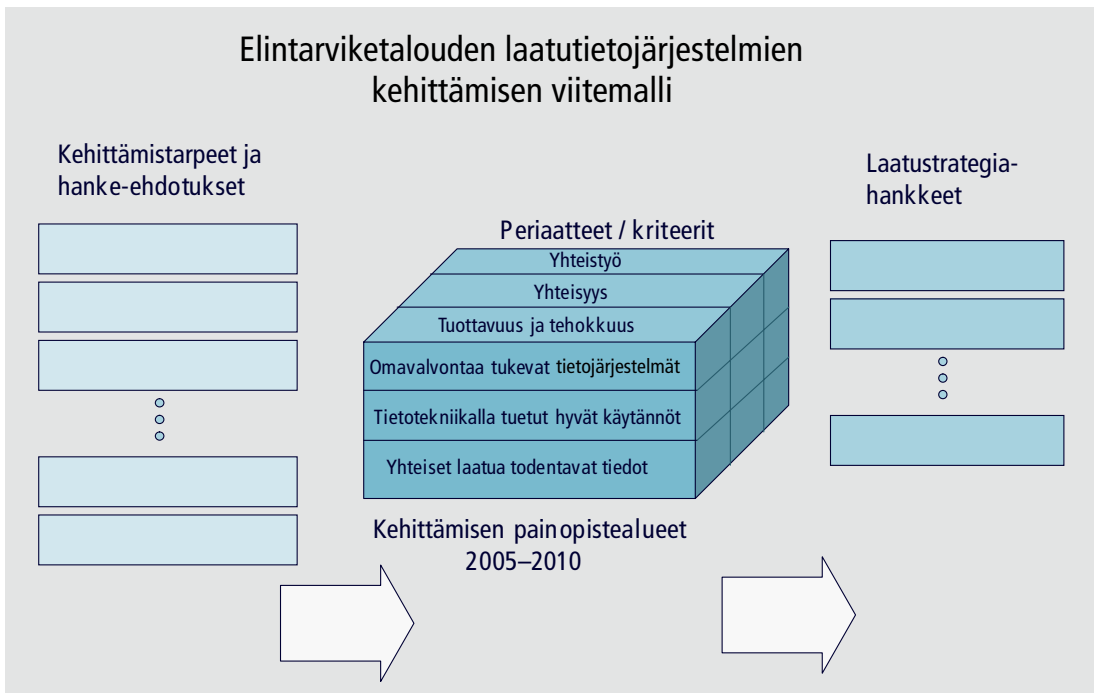 Elintarviketalouden laatutietojärjestelmien
kehittämisen viitemalli
Kehittämistarpeet ja
hanke-ehdotukset
Laatustrategia-
hankkeet
Periaatteet / kriteerit
Yhteistyö
Yhteisyys
Tuottavuus ja tehokkuus
Omavalvontaa tukevat tietojärjestelmät
Tietotekniikalla tuetut hyvät käytännöt
Yhteiset laatua todentavat tiedot
Kehittämisen painopistealueet
2005–2010